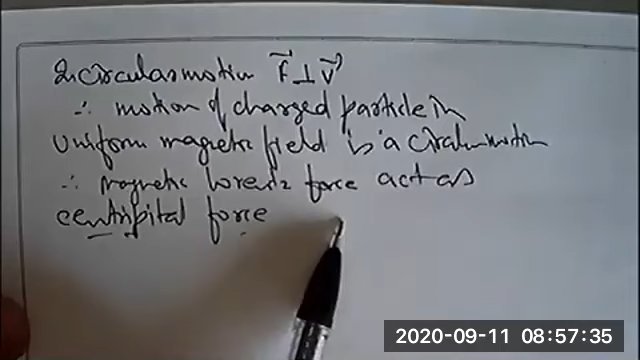 In circular motion F⃗ ⊥ V⃗
∴ motion of charged particle in
uniform magnetic field is a circular motion
∴ magnetic lorentz force act as
centripital force
2020-09-11 08:57:35